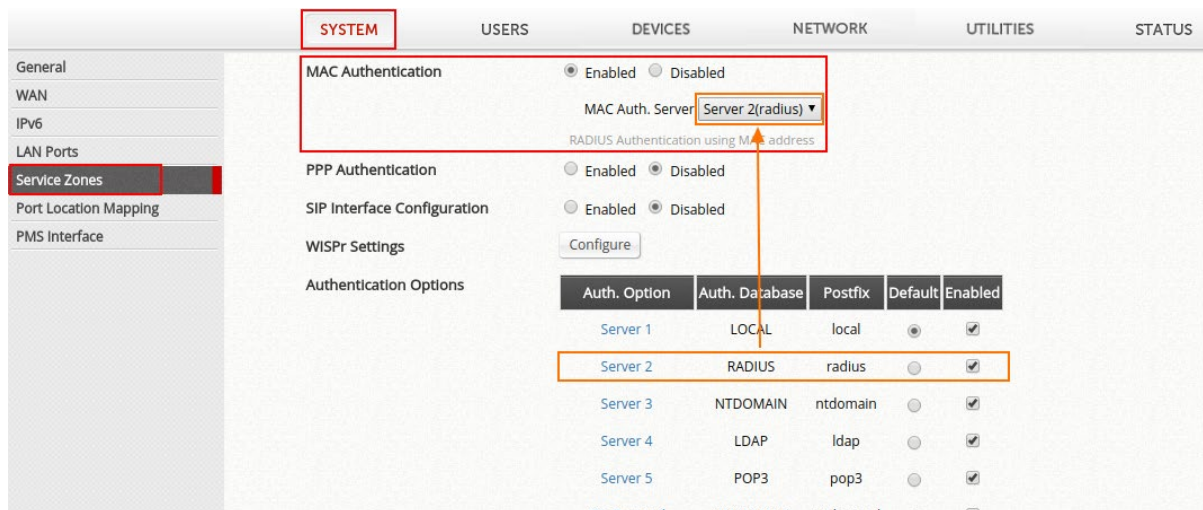 SYSTEM USERS DEVICES NETWORK UTILITIES STATUS
General
WAN
IPv6
LAN Ports
Service Zones
Port Location Mapping
PMS Interface
MAC Authentication Enabled Disabled
MAC Auth. Server Server 2(radius)
RADIUS Authentication using MAC address
PPP Authentication Enabled Disabled
SIP Interface Configuration Enabled Disabled
WISPr Settings Configure
Authentication Options
Auth. Option Auth. Database Postfix Default Enabled
Server 1 LOCAL local
Server 2 RADIUS radius
Server 3 NTDOMAIN ntdomain
Server 4 LDAP ldap
Server 5 POP3 pop3